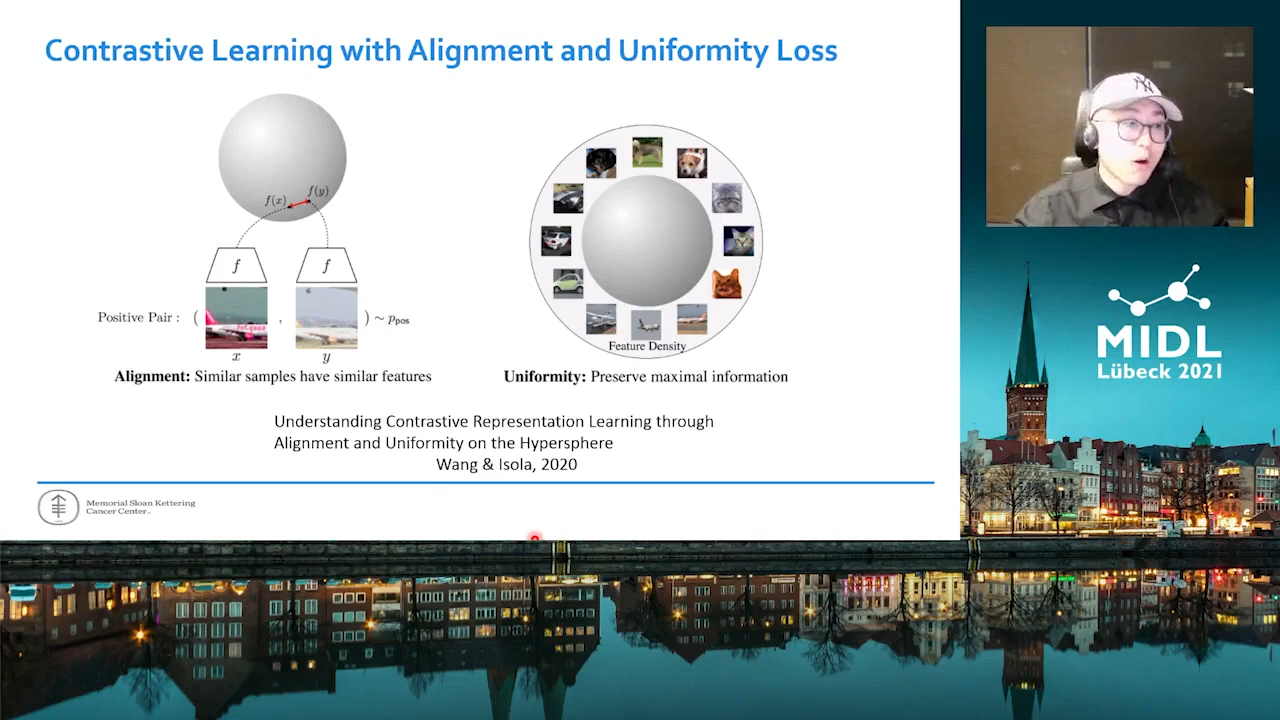 Contrastive Learning with Alignment and Uniformity Loss
f(x)
f(y)
f
f
Positive Pair : ( , ) ∼ p_pos
x
y
Alignment: Similar samples have similar features
Feature Density
Uniformity: Preserve maximal information
Understanding Contrastive Representation Learning through
Alignment and Uniformity on the Hypersphere
Wang & Isola, 2020
Memorial Sloan Kettering
Cancer Center
NY
MIDL
Lübeck 2021